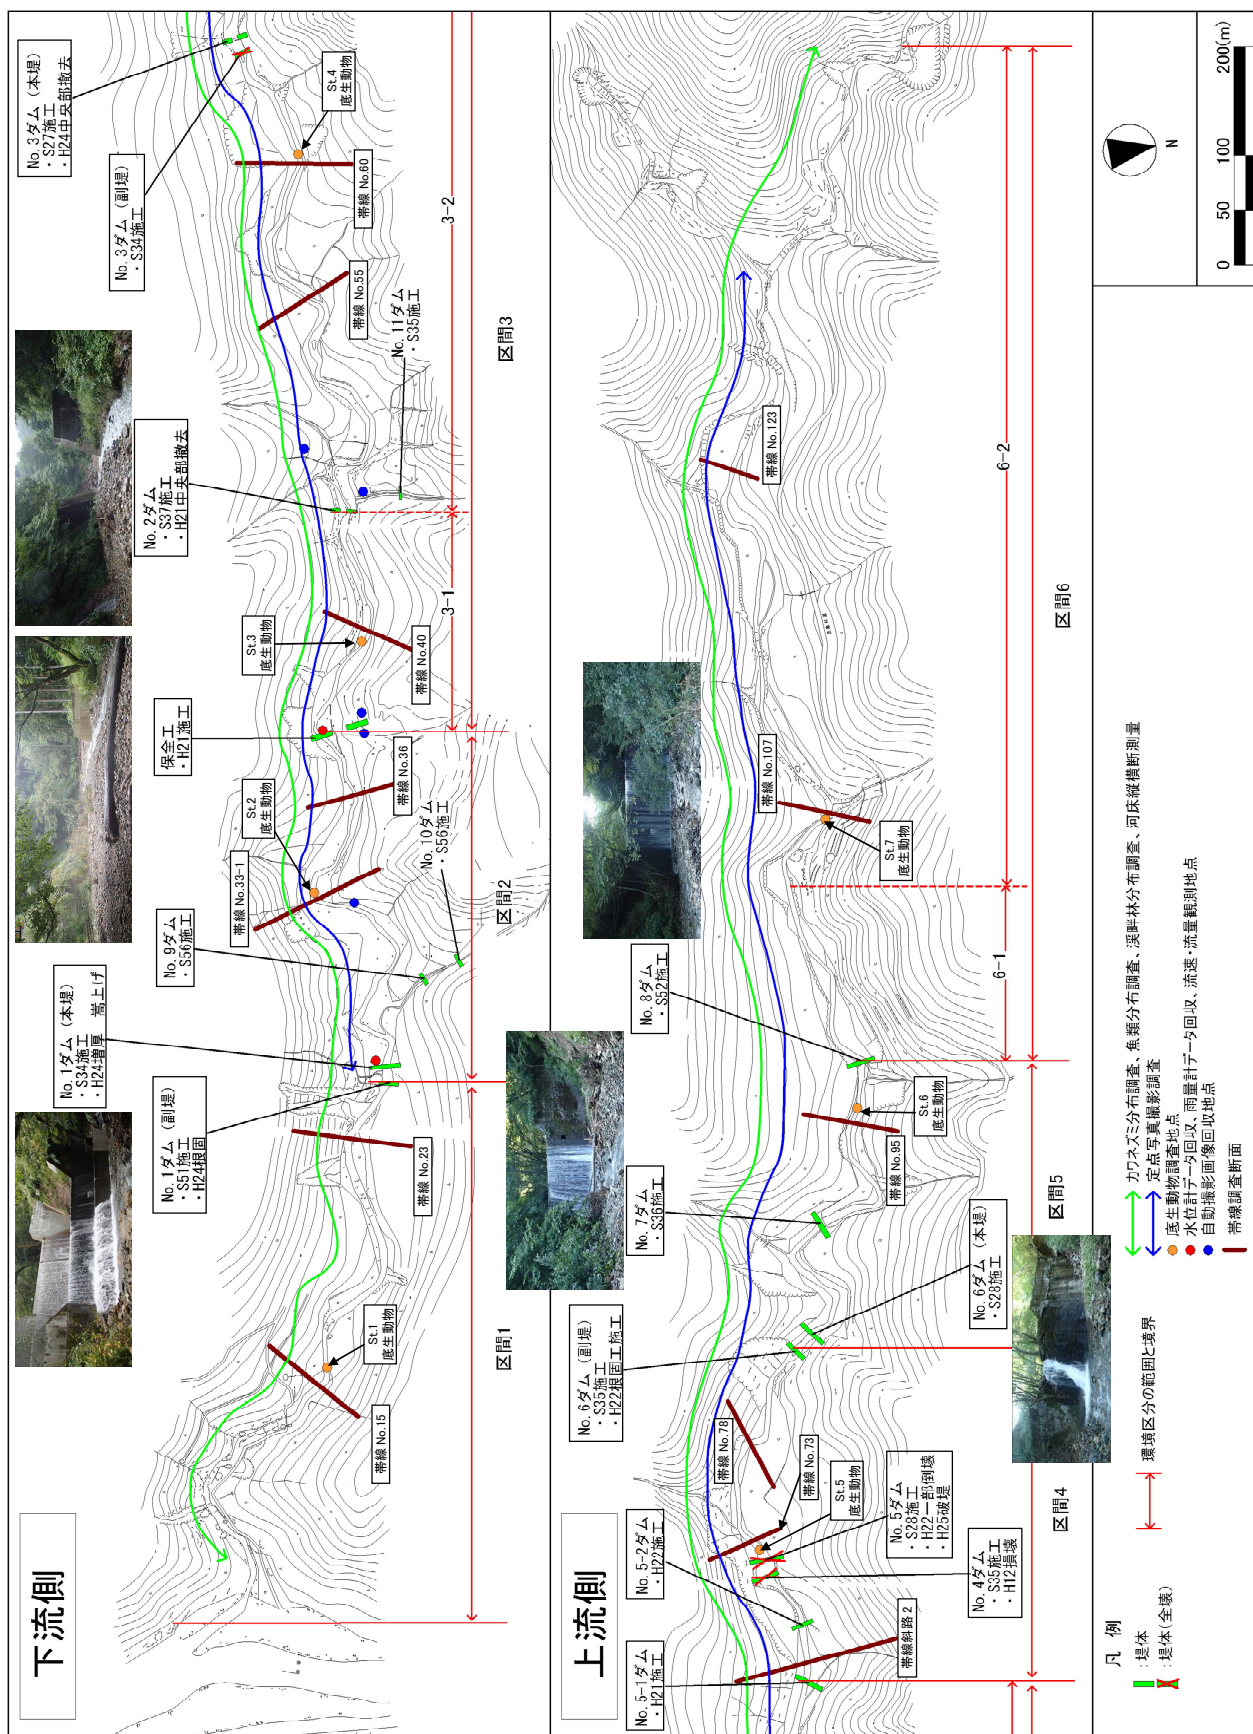 下流側
No. 1ダム (本堤)
・S34施工
・H24増厚 嵩上げ
No. 1ダム (副堤)
・S51施工
・H24根固
No. 9ダム
・S56施工
No. 10ダム
・S56施工
保全工
・H21施工
No. 2ダム
・S37施工
・H21中央部撤去
No. 11ダム
・S35施工
No. 3ダム (本堤)
・S27施工
・H24中央部撤去
No. 3ダム (副堤)
・S34施工
St.1
底生動物
St.2
底生動物
St.3
底生動物
St.4
底生動物
帯線 No.15
帯線 No.23
帯線 No.33-1
帯線 No.36
帯線 No.40
帯線 No.55
帯線 No.60
3-1
3-2
区間1
区間2
区間3
上流側
No. 5-1ダム
・H21施工
No. 5-2ダム
・H22施工
No. 4ダム
・S35施工
・H12損壊
No. 5ダム
・S28施工
・H22一部倒壊
・H25破堤
No. 6ダム (副堤)
・S35施工
・H22根固工施工
No. 6ダム (本堤)
・S28施工
No. 7ダム
・S36施工
No. 8ダム
・S52施工
St.5
底生動物
St.6
底生動物
St.7
底生動物
帯線斜路 2
帯線 No.73
帯線 No.78
帯線 No.95
帯線 No.107
帯線 No.123
6-1
6-2
区間4
区間5
区間6
凡 例
:堤体
:堤体(全壊)
環境区分の範囲と境界
カワネズミ分布調査、魚類分布調査、渓畔林分布調査、河床縦横断測量
定点写真撮影調査
底生動物調査地点
水位計データ回収、雨量計データ回収、流速・流量観測地点
自動撮影画像回収地点
帯線調査断面
N
0 50 100 200(m)